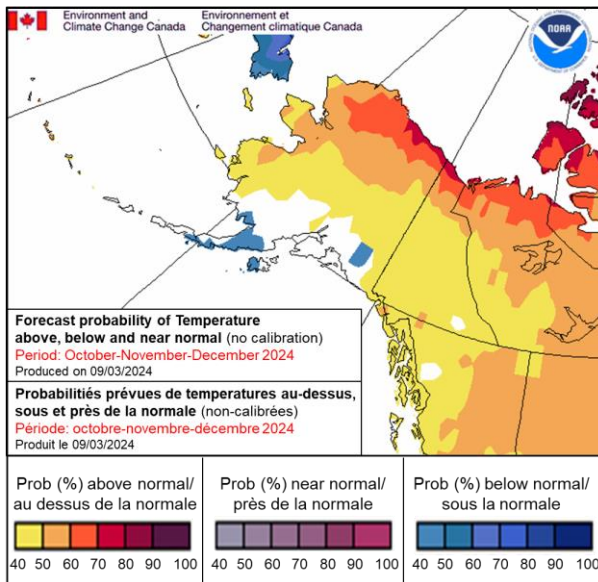 Environment and
Climate Change Canada
Environnement et
Changement climatique Canada
NOAA
Forecast probability of Temperature
above, below and near normal (no calibration)
Period: October-November-December 2024
Produced on 09/03/2024
Probabilitiés prévues de temperatures au-dessus,
sous et près de la normale (non-calibrées)
Période: octobre-novembre-décembre 2024
Produit le 09/03/2024
Prob (%) above normal/
au dessus de la normale
40 50 60 70 80 90 100
Prob (%) near normal/
près de la normale
40 50 60 70 80 90 100
Prob (%) below normal/
sous la normale
40 50 60 70 80 90 100